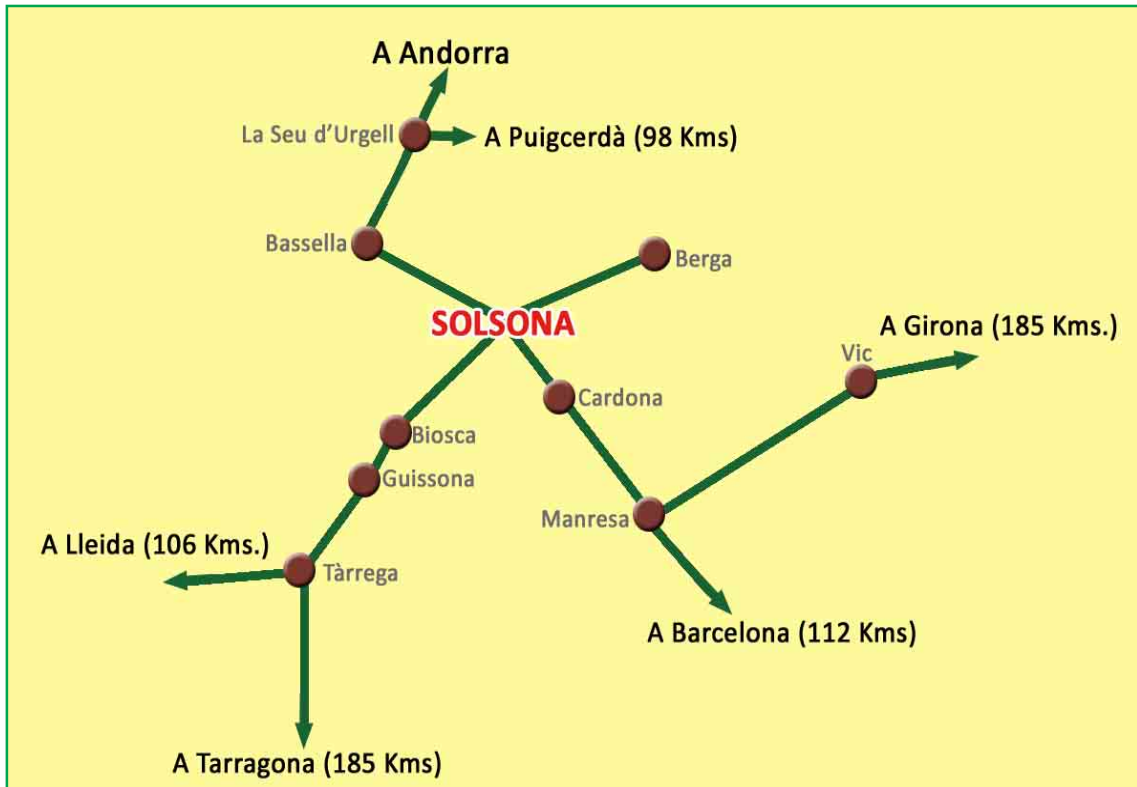 A Andorra
La Seu d'Urgell
A Puigcerdà (98 Kms)
Bassella
Berga
SOLSONA
A Girona (185 Kms.)
Vic
Cardona
Biosca
Guissona
Manresa
A Lleida (106 Kms.)
Tàrrega
A Barcelona (112 Kms)
A Tarragona (185 Kms)